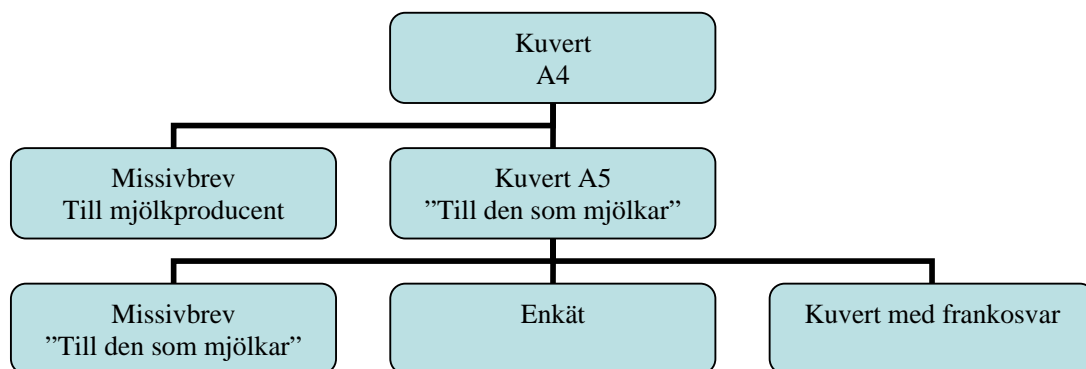 Kuvert
A4
Missivbrev
Till mjölkproducent
Kuvert A5
”Till den som mjölkar”
Missivbrev
”Till den som mjölkar”
Enkät
Kuvert med frankosvar